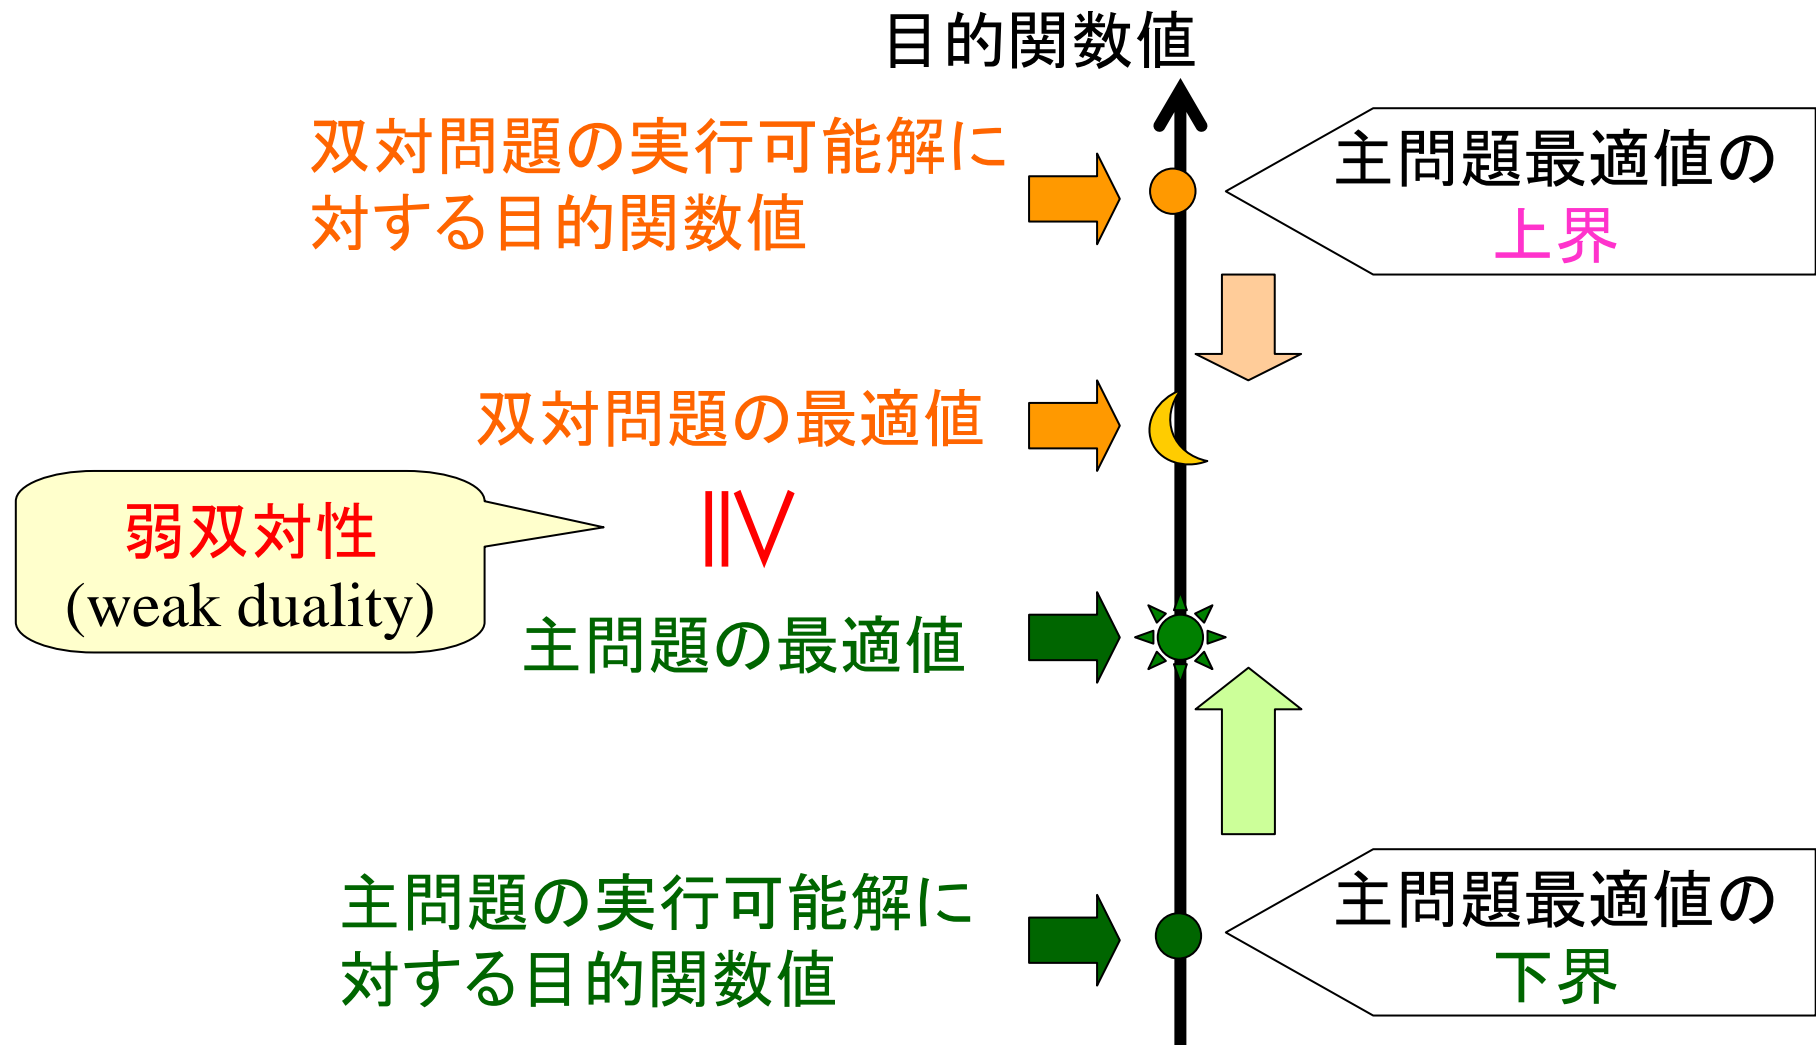 目的関数値
双対問題の実行可能解に
対する目的関数値
主問題最適値の
上界
双対問題の最適値
弱双対性
(weak duality)
||∨
主問題の最適値
主問題の実行可能解に
対する目的関数値
主問題最適値の
下界